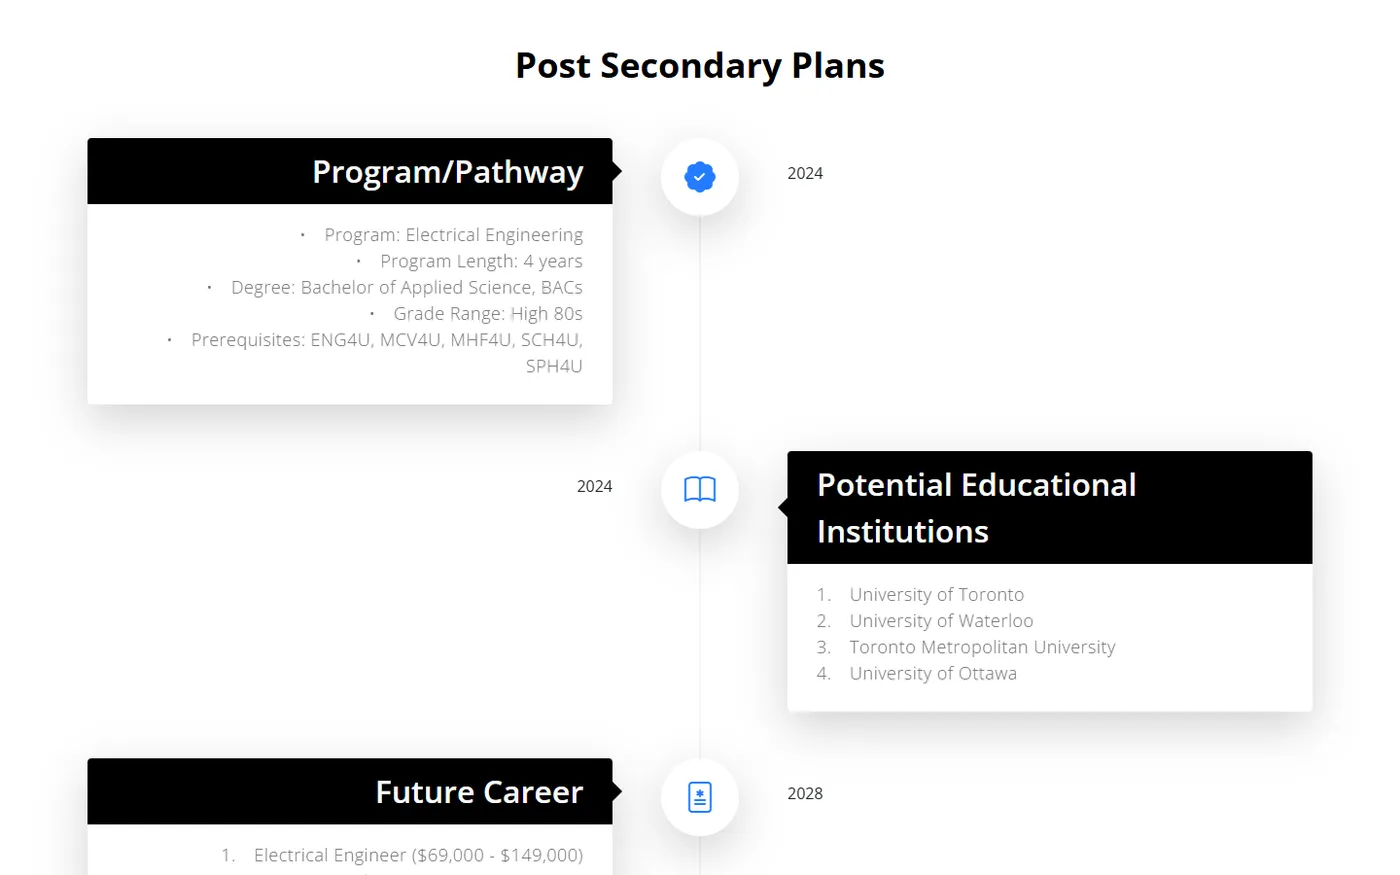 Post Secondary Plans
Program/Pathway
2024
• Program: Electrical Engineering
• Program Length: 4 years
• Degree: Bachelor of Applied Science, BACs
• Grade Range: High 80s
• Prerequisites: ENG4U, MCV4U, MHF4U, SCH4U,
SPH4U
2024
Potential Educational
Institutions
1. University of Toronto
2. University of Waterloo
3. Toronto Metropolitan University
4. University of Ottawa
Future Career
2028
1. Electrical Engineer ($69,000 - $149,000)